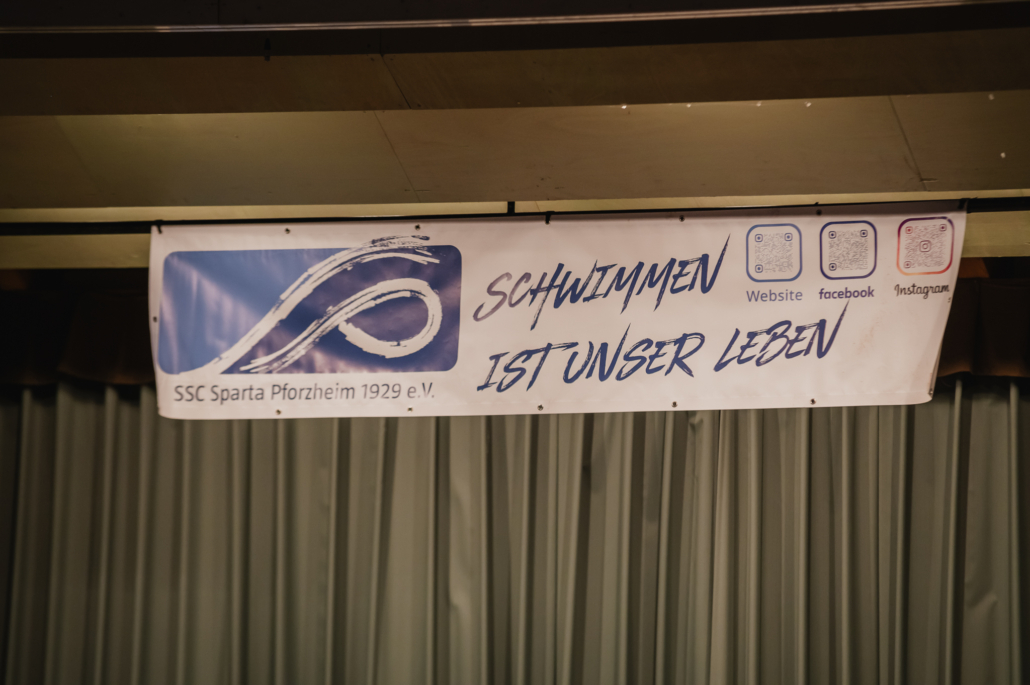 SSC Sparta Pforzheim 1929 e.V.
SCHWIMMEN
IST UNSER LEBEN
Website
facebook
Instagram